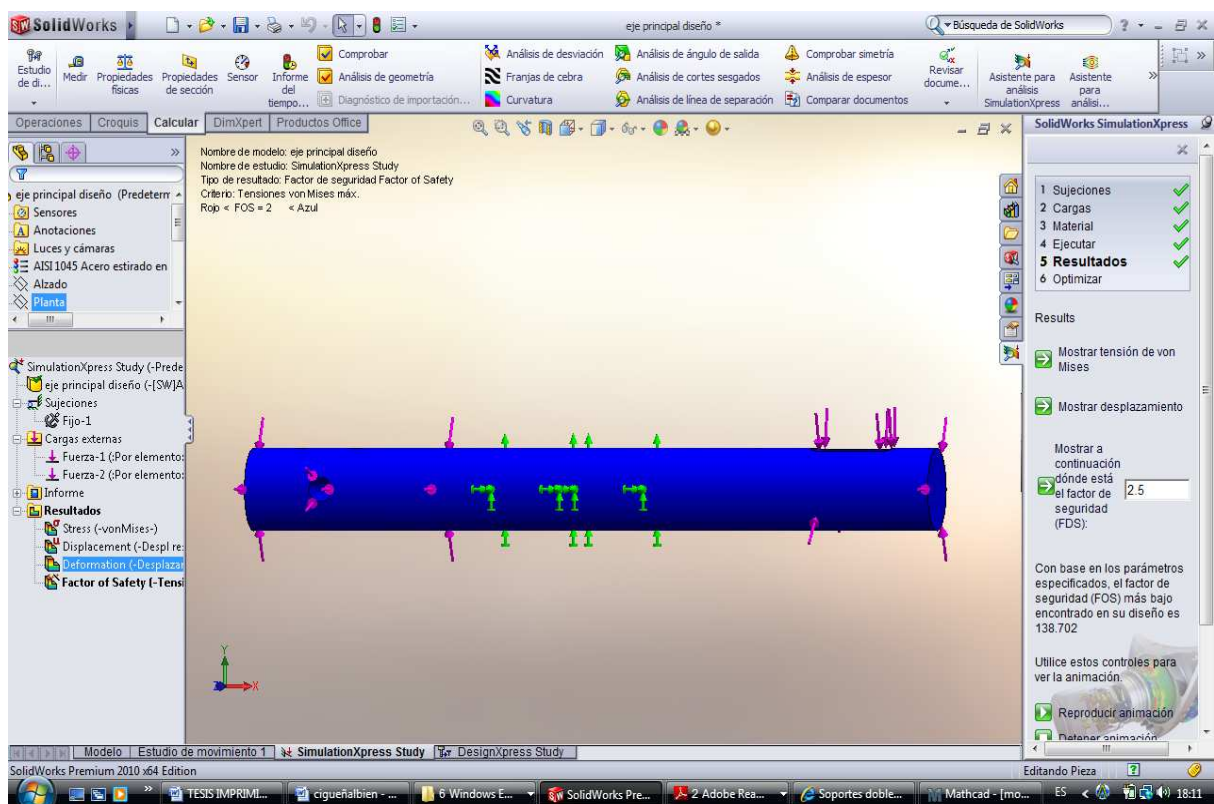 SolidWorks
eje principal diseño *
Búsqueda de SolidWorks
Estudio de di...
Medir
Propiedades físicas
Propiedades de sección
Sensor
Informe del tiempo...
Comprobar
Análisis de geometría
Diagnóstico de importación...
Análisis de desviación
Franjas de cebra
Curvatura
Análisis de ángulo de salida
Análisis de cortes sesgados
Análisis de línea de separación
Comprobar simetría
Análisis de espesor
Comparar documentos
Revisar docume...
Asistente para análisis SimulationXpress
Asistente para análisi...
Operaciones
Croquis
Calcular
DimXpert
Productos Office
eje principal diseño (Predeterm
Sensores
Anotaciones
Luces y cámaras
AISI 1045 Acero estirado en
Alzado
Planta
SimulationXpress Study (-Prede
eje principal diseño (-[SW]A
Sujeciones
Fijo-1
Cargas externas
Fuerza-1 (:Por elemento:
Fuerza-2 (:Por elemento:
Informe
Resultados
Stress (-vonMises-)
Displacement (-Despl re:
Deformation (-Desplazar
Factor of Safety (-Tensi
Nombre de modelo: eje principal diseño
Nombre de estudio: SimulationXpress Study
Tipo de resultado: Factor de seguridad Factor of Safety
Criterio: Tensiones von Mises máx.
Rojo < FOS = 2 < Azul
Y
X
SolidWorks SimulationXpress
1 Sujeciones
2 Cargas
3 Material
4 Ejecutar
5 Resultados
6 Optimizar
Results
Mostrar tensión de von
Mises
Mostrar desplazamiento
Mostrar a
continuación
dónde está
el factor de
seguridad
(FDS):
2.5
Con base en los parámetros
especificados, el factor de
seguridad (FOS) más bajo
encontrado en su diseño es
138.702
Utilice estos controles para
ver la animación.
Reproducir animación
Detener animación
Modelo
Estudio de movimiento 1
SimulationXpress Study
DesignXpress Study
SolidWorks Premium 2010 x64 Edition
Editando Pieza
TESIS IMPRIMI...
cigueñalbien - ...
6 Windows E...
SolidWorks Pre...
2 Adobe Rea...
Soportes doble...
Mathcad - [mo...
ES
18:11